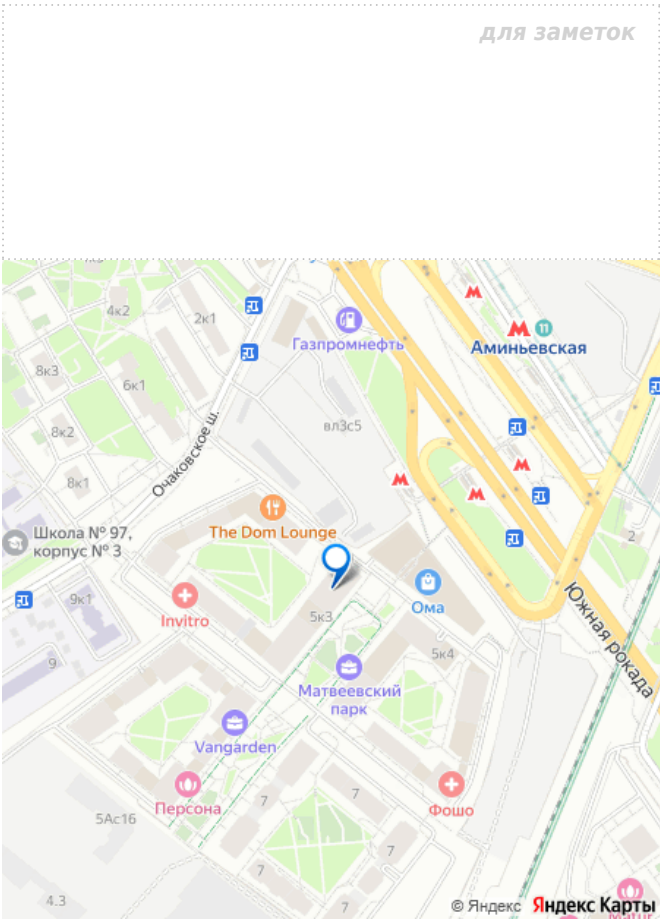 для заметок
4к2
2к1
Газпромнефть
11
Аминьевская
8к3
6к1
вл3с5
8к2
Очаковское ш.
8к1
The Dom Lounge
Школа № 97,
корпус № 3
2
Ома
9к1
Invitro
5к3
Южная рокада
5к4
9
Матвеевский
парк
Vangarden
Персона
7
Фошо
5Ас16
7
7
7
4.3
© Яндекс
Яндекс Карты